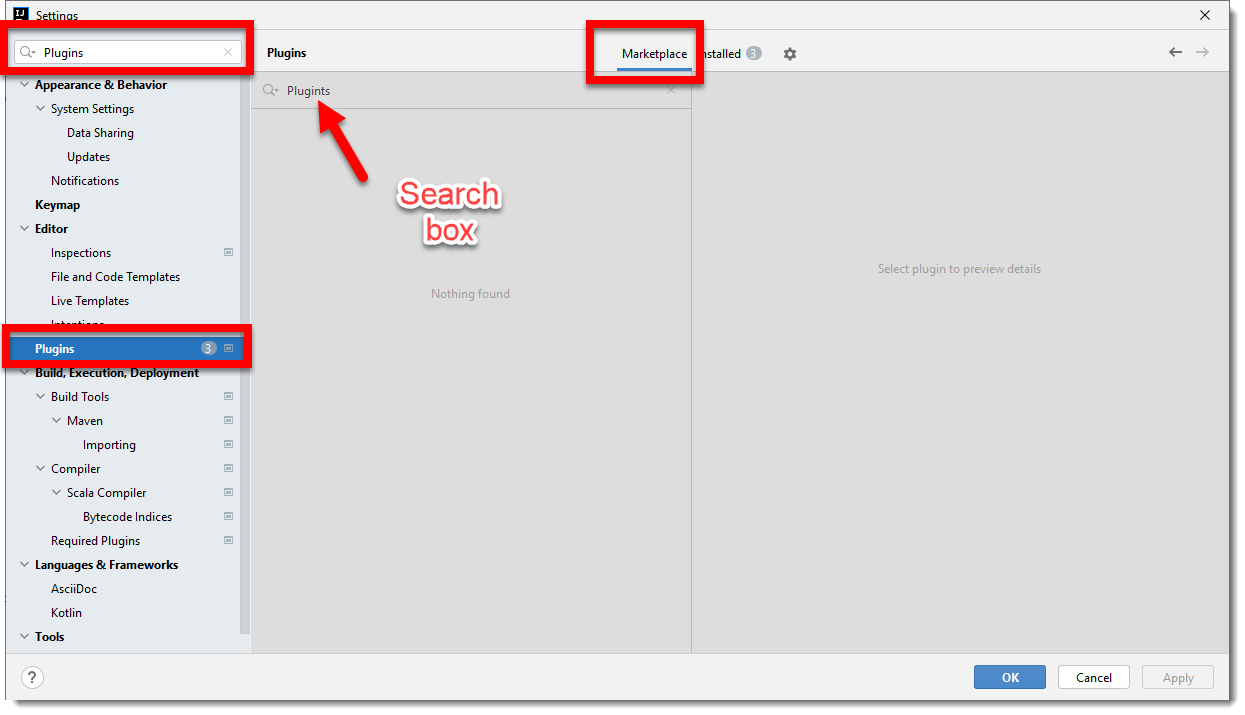 IJ Settings
Plugins
Plugins
Marketplace
nstalled 3
Appearance & Behavior
System Settings
Data Sharing
Updates
Notifications
Keymap
Editor
Inspections
File and Code Templates
Live Templates
Intentions
Plugins 3
Build, Execution, Deployment
Build Tools
Maven
Importing
Compiler
Scala Compiler
Bytecode Indices
Required Plugins
Languages & Frameworks
AsciiDoc
Kotlin
Tools
Plugints
Search
box
Nothing found
Select plugin to preview details
?
OK
Cancel
Apply